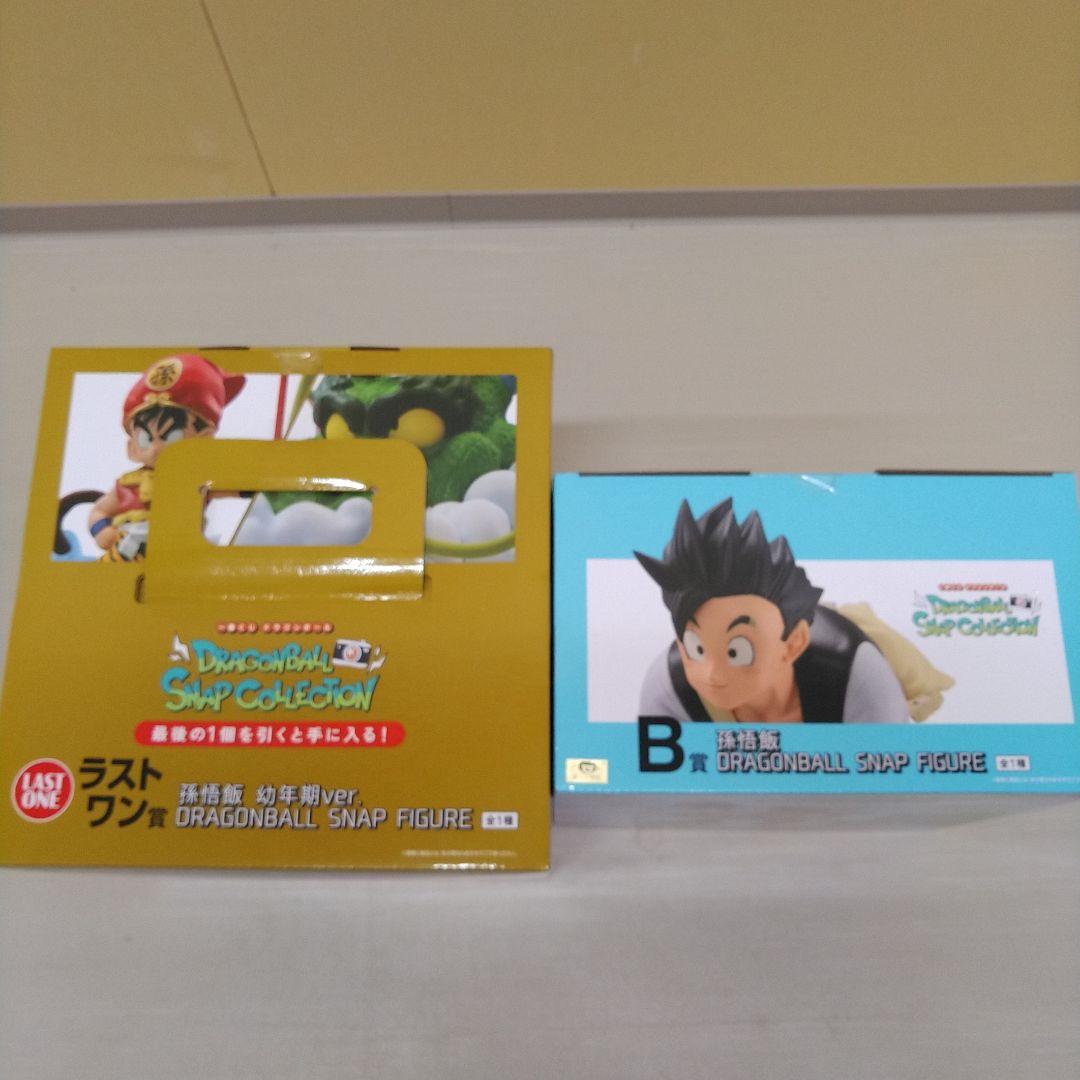 孫
一番くじ ドラゴンボール
DRAGONBALL
SNAP COLLECTION
最後の1個を引くと手に入る!
LAST
ONE
ラスト
ワン賞
孫悟飯 幼年期ver.
DRAGONBALL SNAP FIGURE 全1種
DRAGONBALL
SNAP COLLECTION
B賞
孫悟飯
DRAGONBALL SNAP FIGURE 全1種